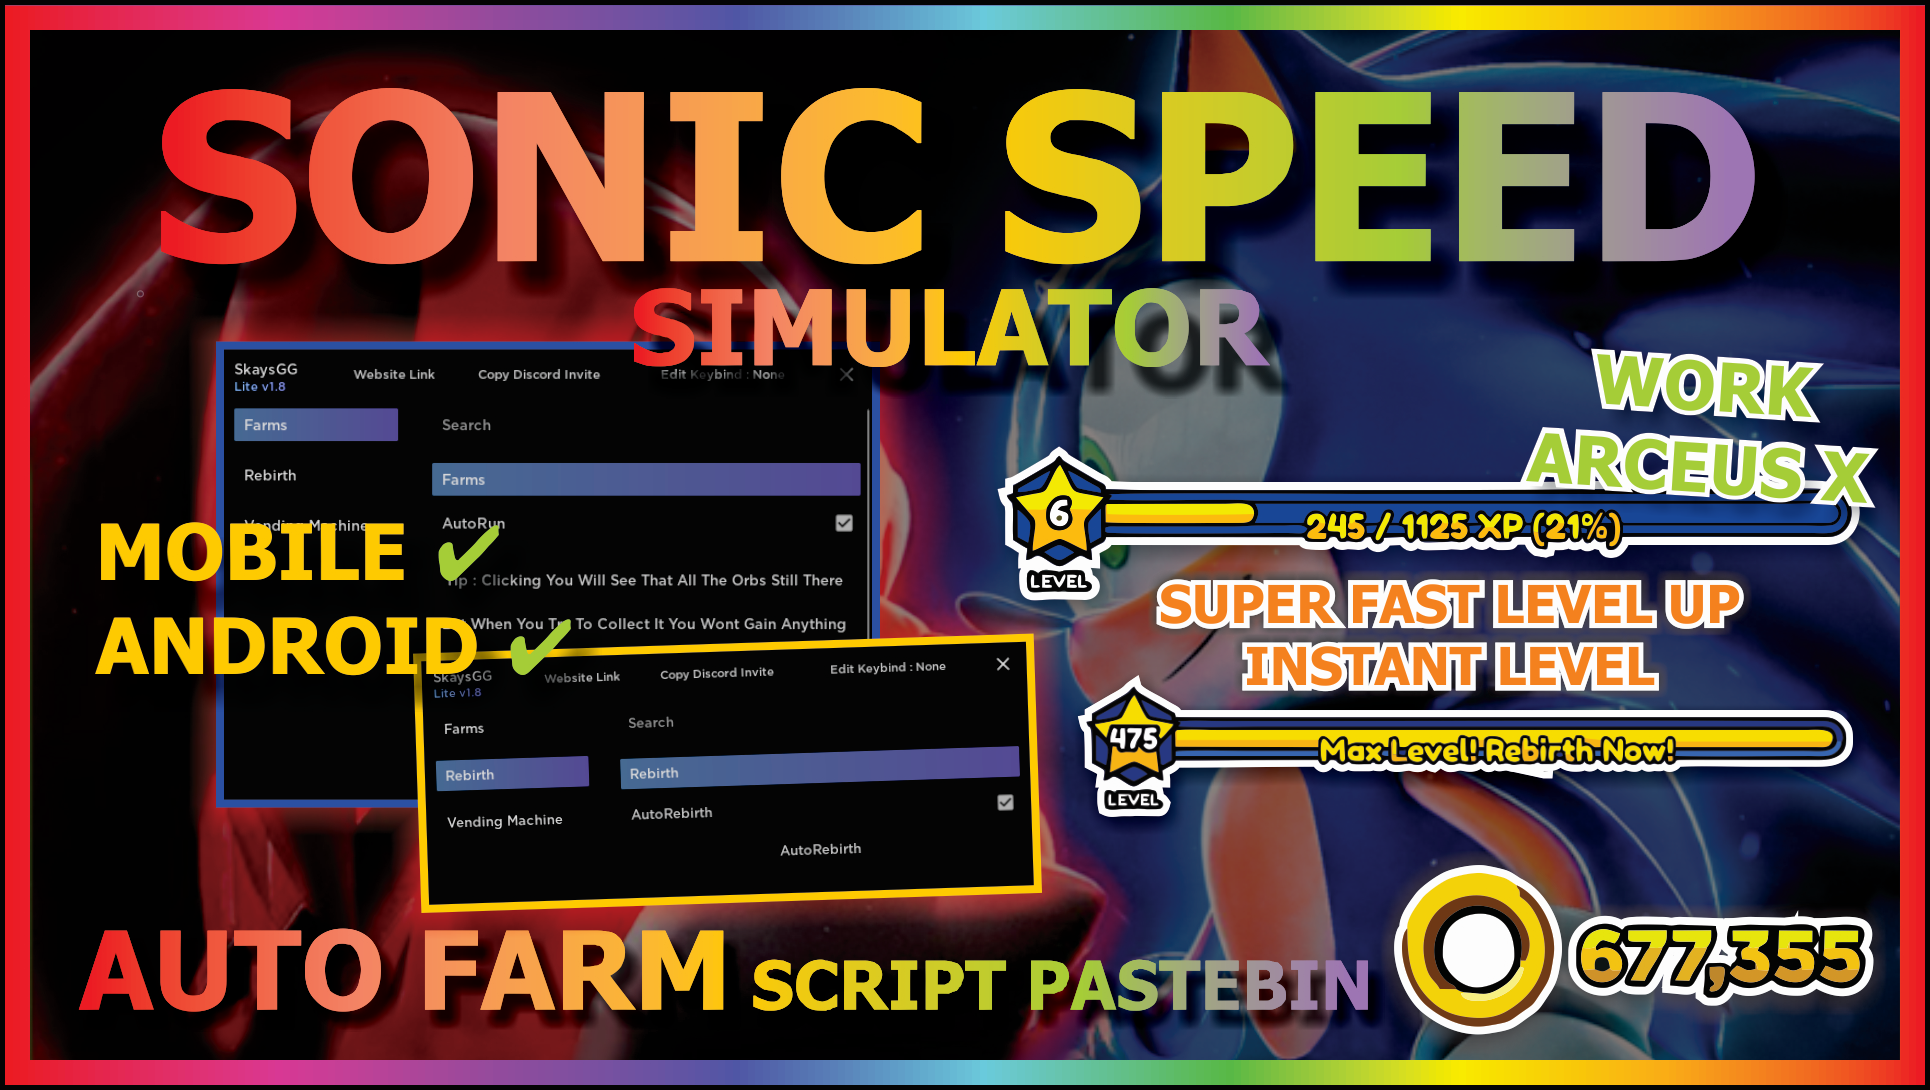 SONIC SPEED
SIMULATOR
SkaysGG
Lite v1.8
Website Link
Copy Discord Invite
Edit Keybind : None
Farms
Search
Rebirth
Farms
Vending Machine
AutoRun
Tip : Clicking You Will See That All The Orbs Still There
When You Try To Collect It You Wont Gain Anything
MOBILE ✔
ANDROID ✔
SkaysGG
Lite v1.8
Website Link
Copy Discord Invite
Edit Keybind : None
Farms
Search
Rebirth
Rebirth
Vending Machine
AutoRebirth
AutoRebirth
WORK
ARCEUS X
6
245 / 1125 XP (21%)
LEVEL
SUPER FAST LEVEL UP
INSTANT LEVEL
475
Max Level! Rebirth Now!
LEVEL
AUTO FARM SCRIPT PASTEBIN
677,355